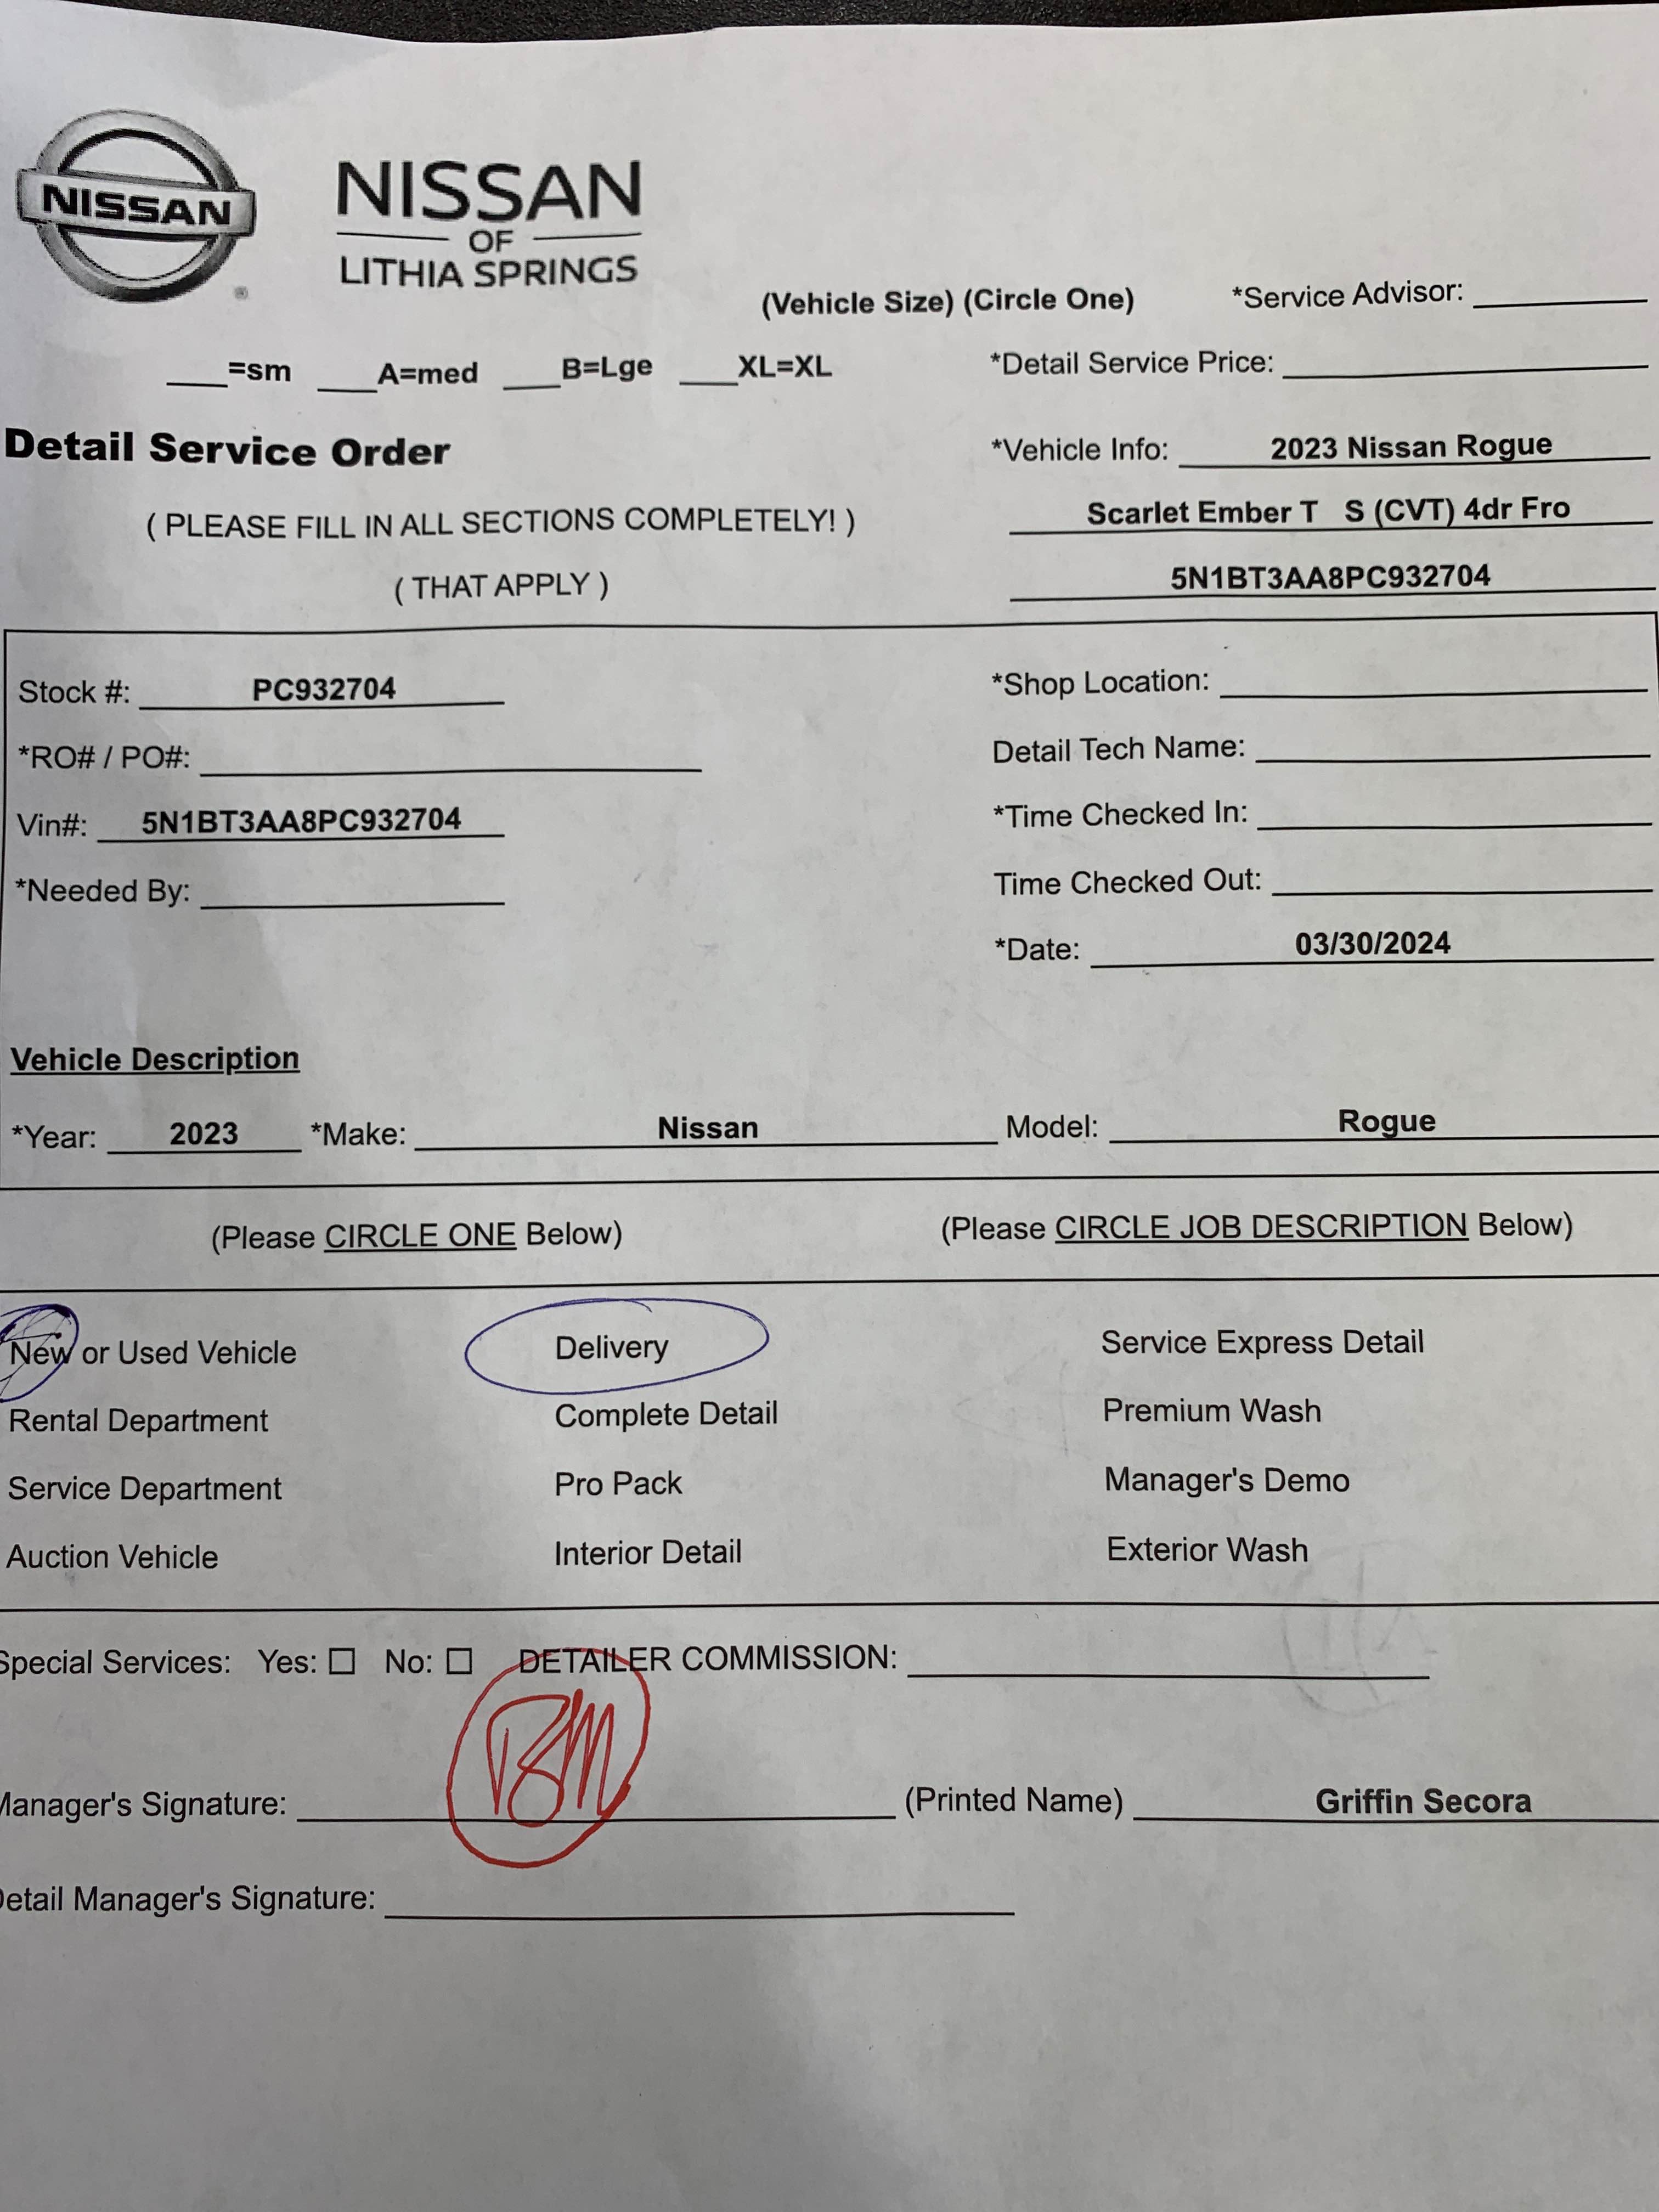 NISSAN
NISSAN
OF
LITHIA SPRINGS
(Vehicle Size) (Circle One) *Service Advisor:
___=sm ___A=med ___B=Lge ___XL=XL *Detail Service Price:
Detail Service Order *Vehicle Info: 2023 Nissan Rogue
( PLEASE FILL IN ALL SECTIONS COMPLETELY! ) Scarlet Ember T S (CVT) 4dr Fro
( THAT APPLY ) 5N1BT3AA8PC932704
Stock #: PC932704 *Shop Location:
*RO# / PO#: Detail Tech Name:
Vin#: 5N1BT3AA8PC932704 *Time Checked In:
*Needed By: Time Checked Out:
*Date: 03/30/2024
Vehicle Description
*Year: 2023 *Make: Nissan Model: Rogue
(Please CIRCLE ONE Below) (Please CIRCLE JOB DESCRIPTION Below)
New or Used Vehicle Delivery Service Express Detail
Rental Department Complete Detail Premium Wash
Service Department Pro Pack Manager's Demo
Auction Vehicle Interior Detail Exterior Wash
Special Services: Yes: ☐ No: ☐ DETAILER COMMISSION:
Manager's Signature: (Printed Name) Griffin Secora
Detail Manager's Signature: